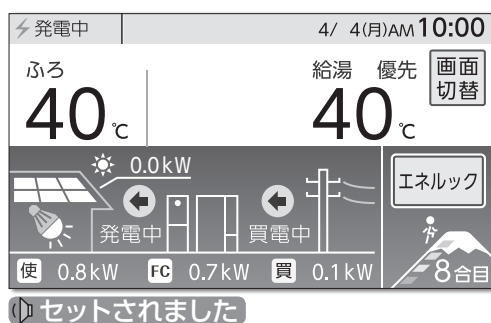 発電中 4/ 4(月)AM10:00
ふろ 給湯 優先 画面
切替
40℃ 40℃
0.0kW
エネルック
発電中 買電中
使 0.8kW FC 0.7kW 買 0.1kW 8合目
セットされました